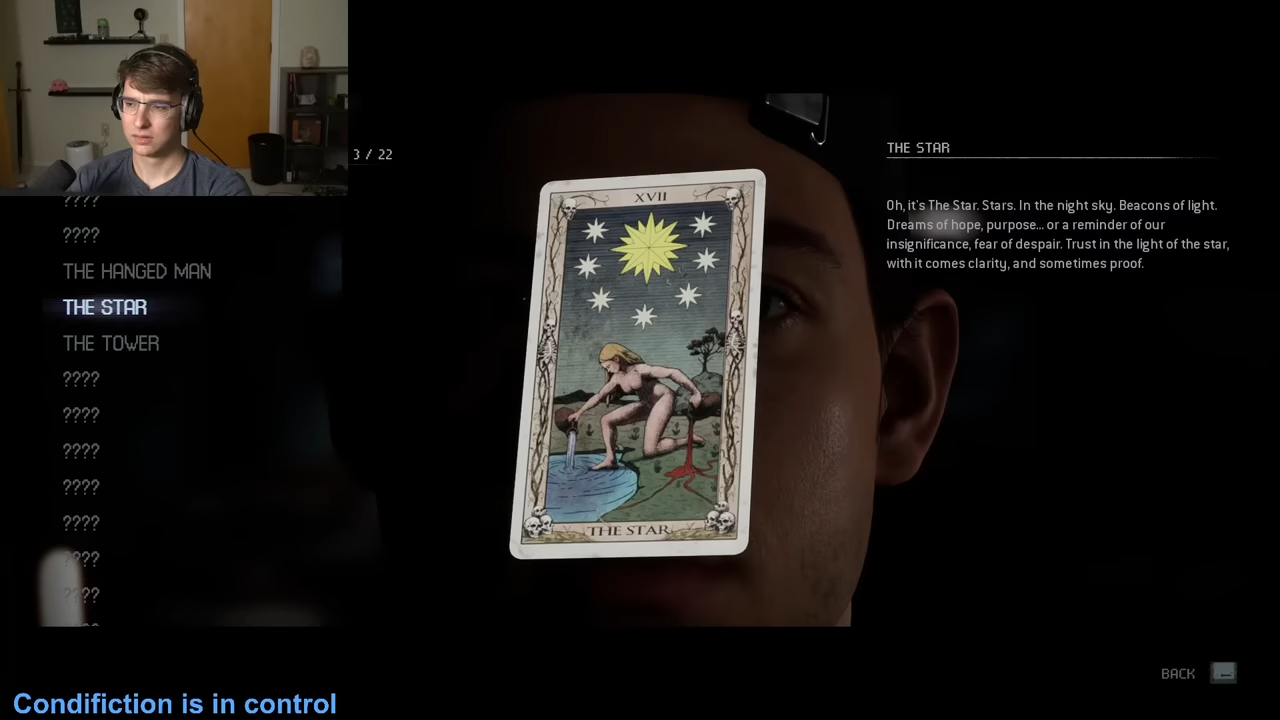 3 / 22
????
????
THE HANGED MAN
THE STAR
THE TOWER
????
????
????
????
????
????
????
XVII
THE STAR
THE STAR
Oh, it's The Star. Stars. In the night sky. Beacons of light.
Dreams of hope, purpose... or a reminder of our
insignificance, fear of despair. Trust in the light of the star,
with it comes clarity, and sometimes proof.
BACK
Condifiction is in control